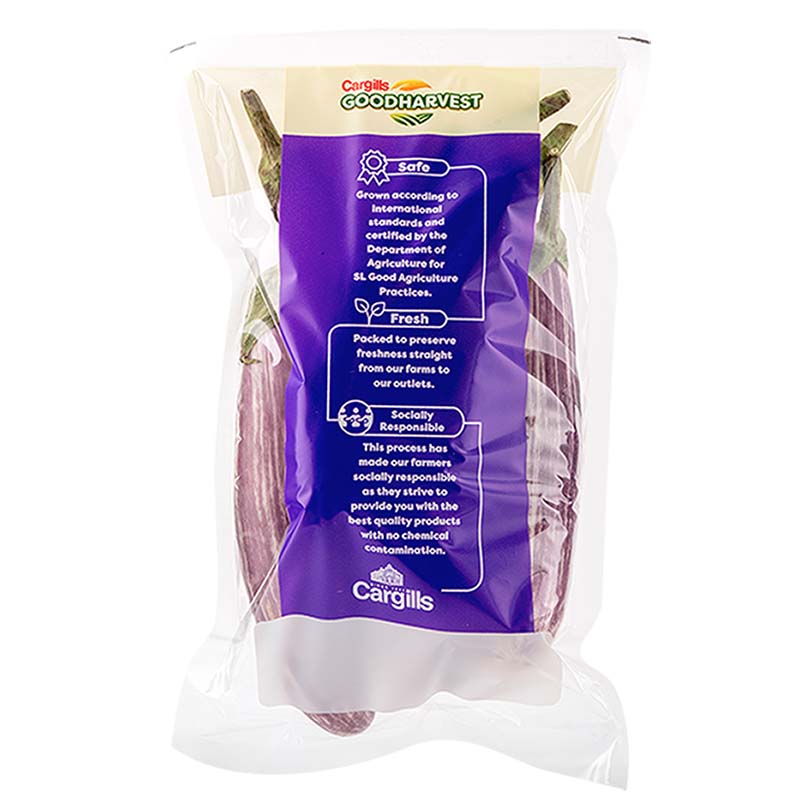 Cargills
GOODHARVEST
Safe
Grown according to
international
standards and
certified by the
Department of
Agriculture for
SL Good Agriculture
Practices.
Fresh
Packed to preserve
freshness straight
from our farms to
our outlets.
Socially
Responsible
This process has
made our farmers
socially responsible
as they strive to
provide you with the
best quality products
with no chemical
contamination.
Cargills